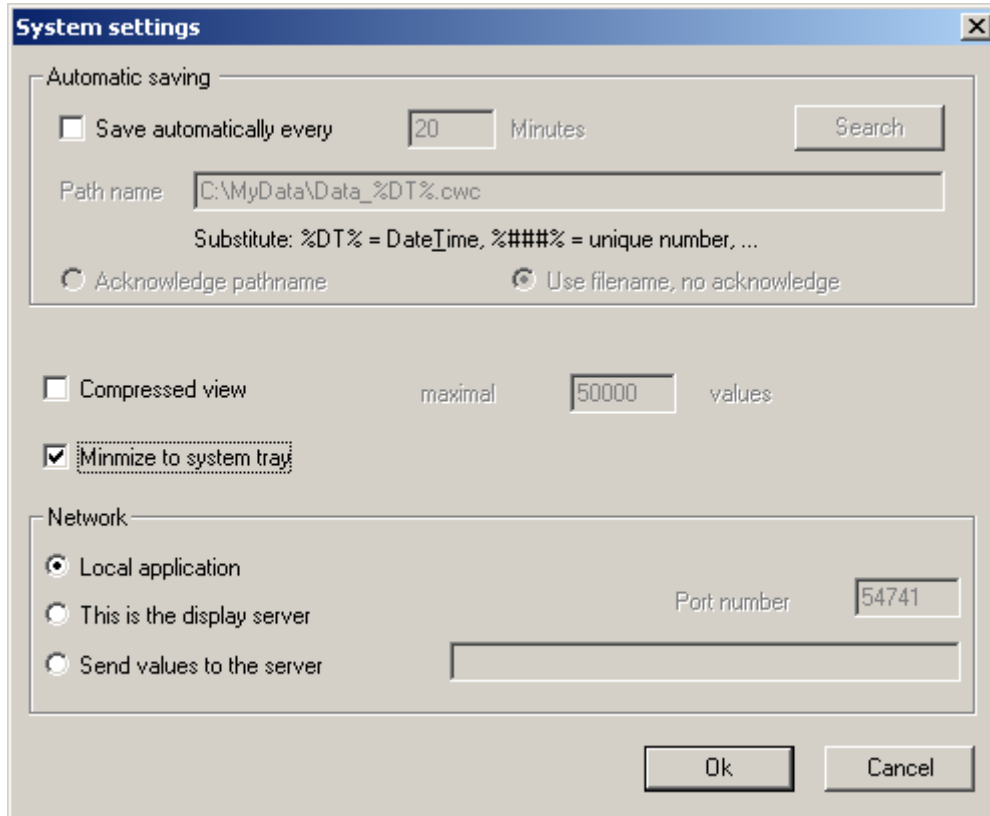 System settings
Automatic saving
Save automatically every 20 Minutes Search
Path name C:\MyData\Data_%DT%.cwc
Substitute: %DT% = DateTime, %###% = unique number, ...
Acknowledge pathname Use filename, no acknowledge
Compressed view maximal 50000 values
Minmize to system tray
Network
Local application
Port number 54741
This is the display server
Send values to the server
Ok Cancel